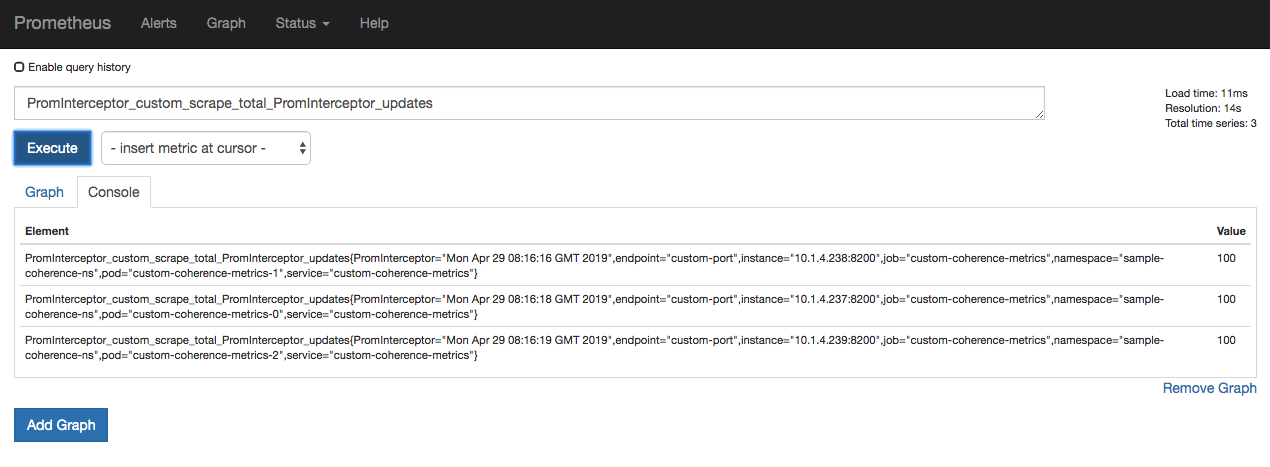 Prometheus Alerts Graph Status Help
Enable query history
PromInterceptor_custom_scrape_total_PromInterceptor_updates
Load time: 11ms
Resolution: 14s
Total time series: 3
Execute - insert metric at cursor -
Graph Console
Element Value
PromInterceptor_custom_scrape_total_PromInterceptor_updates{PromInterceptor="Mon Apr 29 08:16:16 GMT 2019",endpoint="custom-port",instance="10.1.4.238:8200",job="custom-coherence-metrics",namespace="sample- 100
coherence-ns",pod="custom-coherence-metrics-1",service="custom-coherence-metrics"}
PromInterceptor_custom_scrape_total_PromInterceptor_updates{PromInterceptor="Mon Apr 29 08:16:18 GMT 2019",endpoint="custom-port",instance="10.1.4.237:8200",job="custom-coherence-metrics",namespace="sample- 100
coherence-ns",pod="custom-coherence-metrics-0",service="custom-coherence-metrics"}
PromInterceptor_custom_scrape_total_PromInterceptor_updates{PromInterceptor="Mon Apr 29 08:16:19 GMT 2019",endpoint="custom-port",instance="10.1.4.239:8200",job="custom-coherence-metrics",namespace="sample- 100
coherence-ns",pod="custom-coherence-metrics-2",service="custom-coherence-metrics"}
Remove Graph
Add Graph